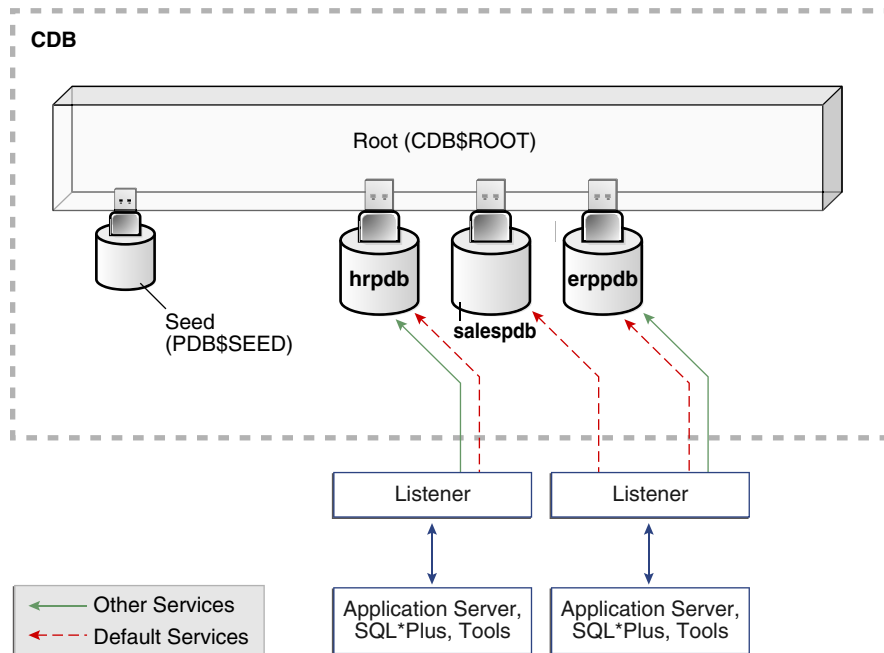 CDB
Root (CDB$ROOT)
hrpdb
erppdb
salespdb
Seed
(PDB$SEED)
Listener
Listener
Application Server,
SQL*Plus, Tools
Application Server,
SQL*Plus, Tools
Other Services
Default Services